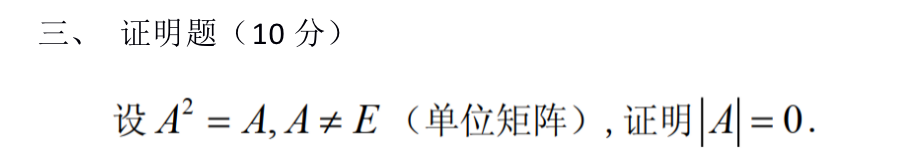 三、 证明题（10 分）
设 A² = A, A ≠ E （单位矩阵）, 证明|A| = 0.